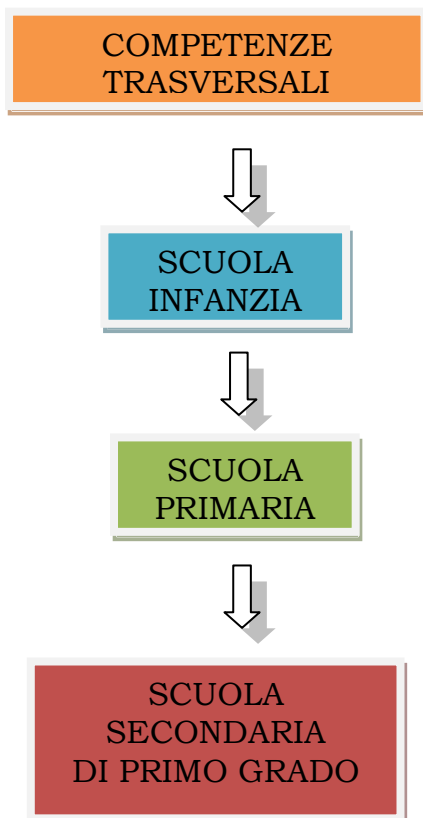 COMPETENZE
TRASVERSALI
SCUOLA
INFANZIA
SCUOLA
PRIMARIA
SCUOLA
SECONDARIA
DI PRIMO GRADO